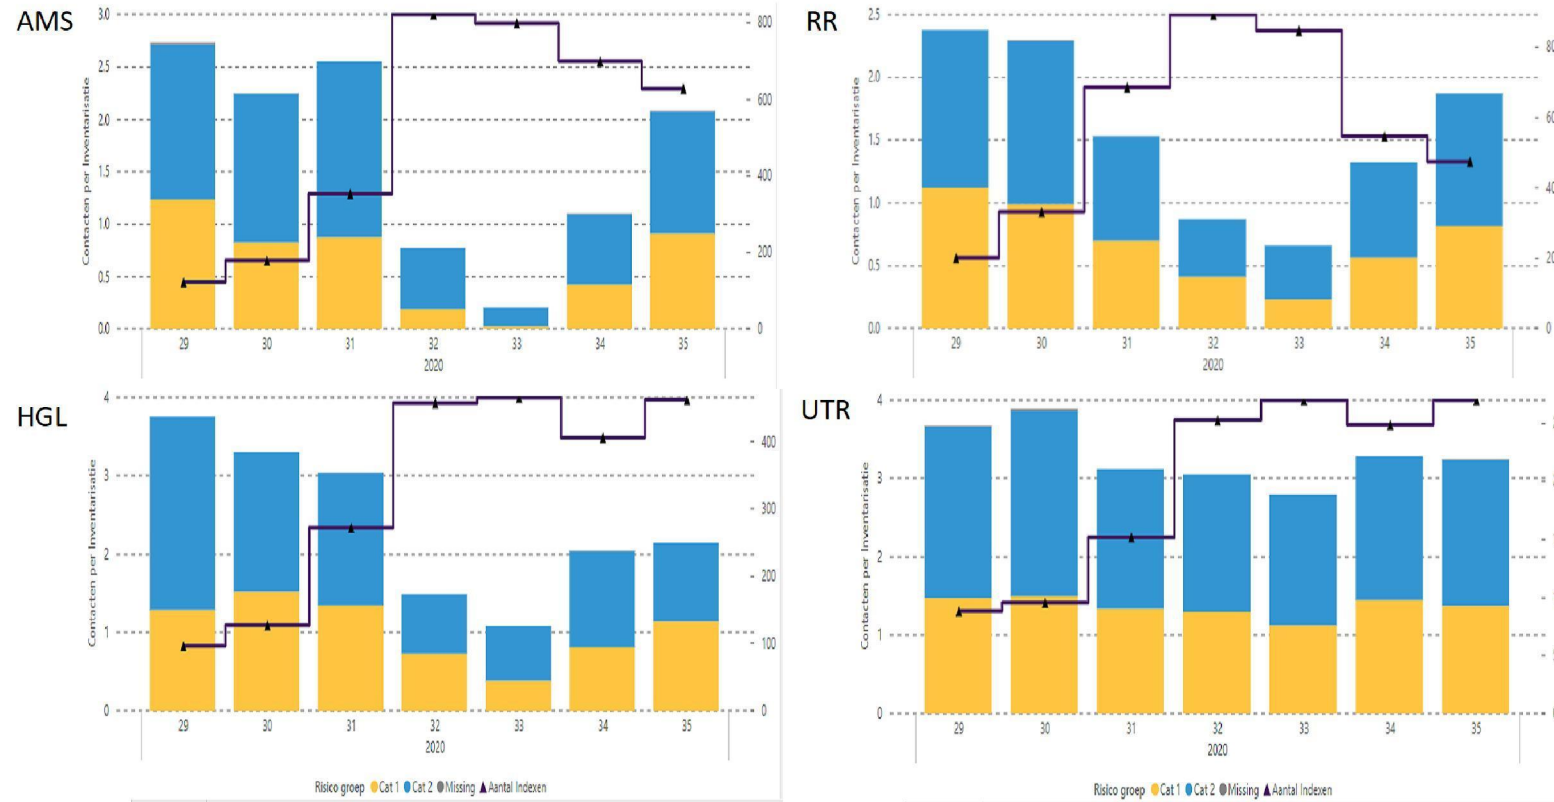 AMS
Contacten per Inventarisatie
3.0
2.5
2.0
1.5
1.0
0.5
0.0
800
600
400
200
0
29 30 31 32 33 34 35
2020
RR
Contacten per Inventarisatie
2.5
2.0
1.5
1.0
0.5
0.0
29 30 31 32 33 34 35
2020
HGL
Contacten per Inventarisatie
4
3
2
1
0
400
300
200
100
0
29 30 31 32 33 34 35
2020
Risico groep Cat 1 Cat 2 Missing Aantal Indexen
UTR
Contacten per Inventarisatie
4
3
2
1
0
29 30 31 32 33 34 35
2020
Risico groep Cat 1 Cat 2 Missing Aantal Indexen